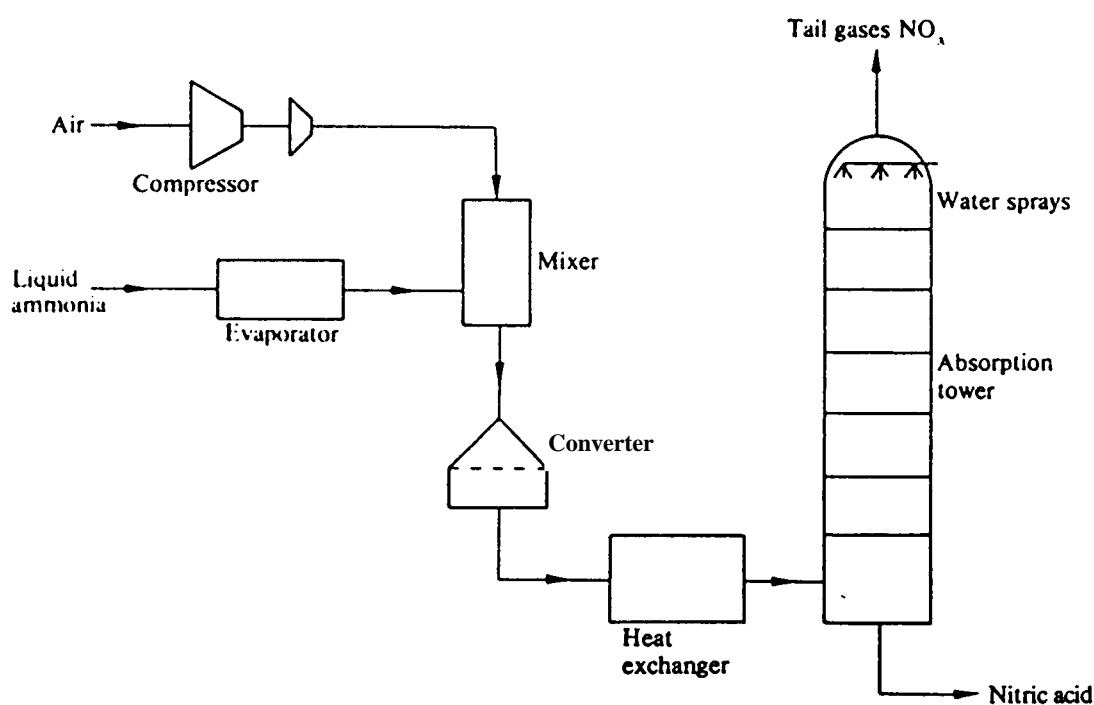 Tail gases NOx
Air
Compressor
Water sprays
Mixer
Liquid
ammonia
Evaporator
Absorption
tower
Converter
Heat
exchanger
Nitric acid